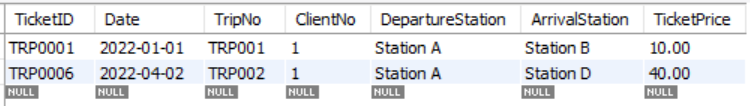 TicketID Date TripNo ClientNo DepartureStation ArrivalStation TicketPrice
TRP0001 2022-01-01 TRP001 1 Station A Station B 10.00
TRP0006 2022-04-02 TRP002 1 Station A Station D 40.00
NULL NULL NULL NULL NULL NULL NULL